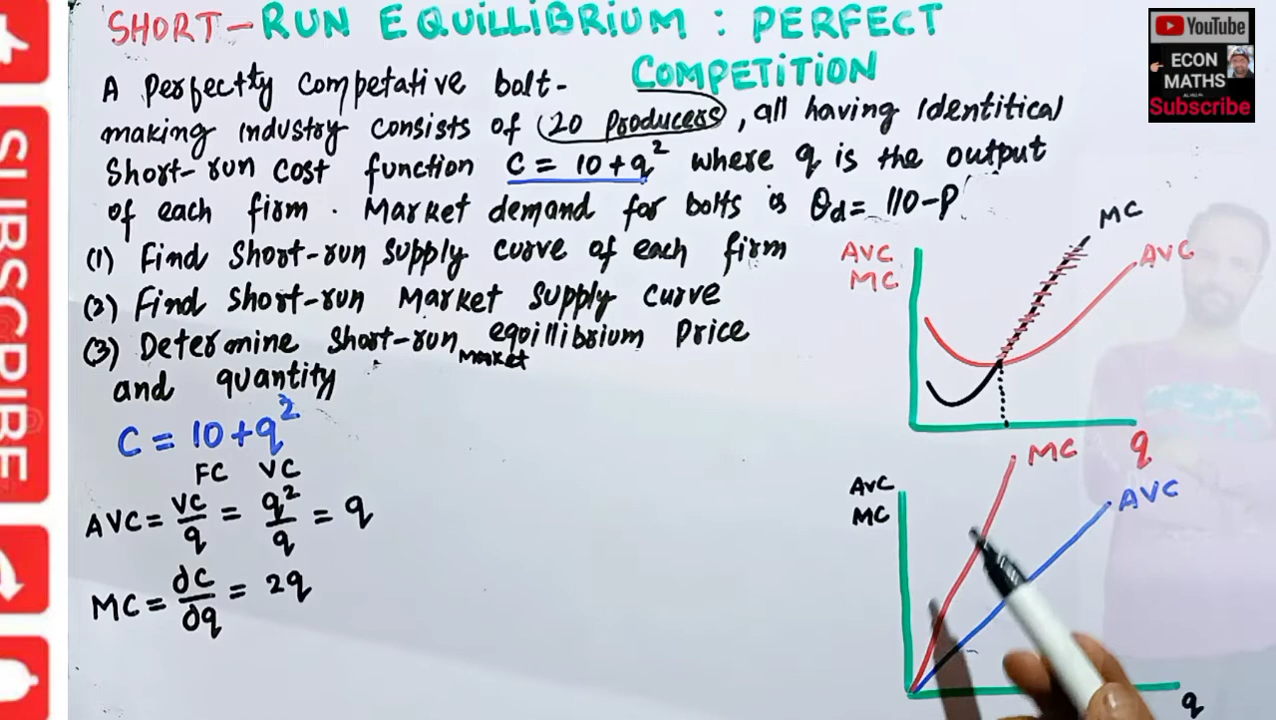 SHORT-RUN EQUILLIBRIUM : PERFECT
COMPETITION
A Perfectty Competative bolt-
making industry consists of (20 Producers), all having Identitical
Short-run Cost function C = 10+q² where q is the output
of each firm. Market demand for bolts is Qd= 110-P
(1) Find Short-run Supply curve of each firm
(2) Find Short-run Market Supply Curve
(3) Determine Short-run equillibrium Price
market
and quantity
C = 10+q²
FC VC
AVC = VC/q = q²/q = q
MC = dC/dq = 2q
AVC
MC
MC
AVC
q
AVC
MC
MC
AVC
q
YouTube
ECON
MATHS
Subscribe
SUBSCRIBE